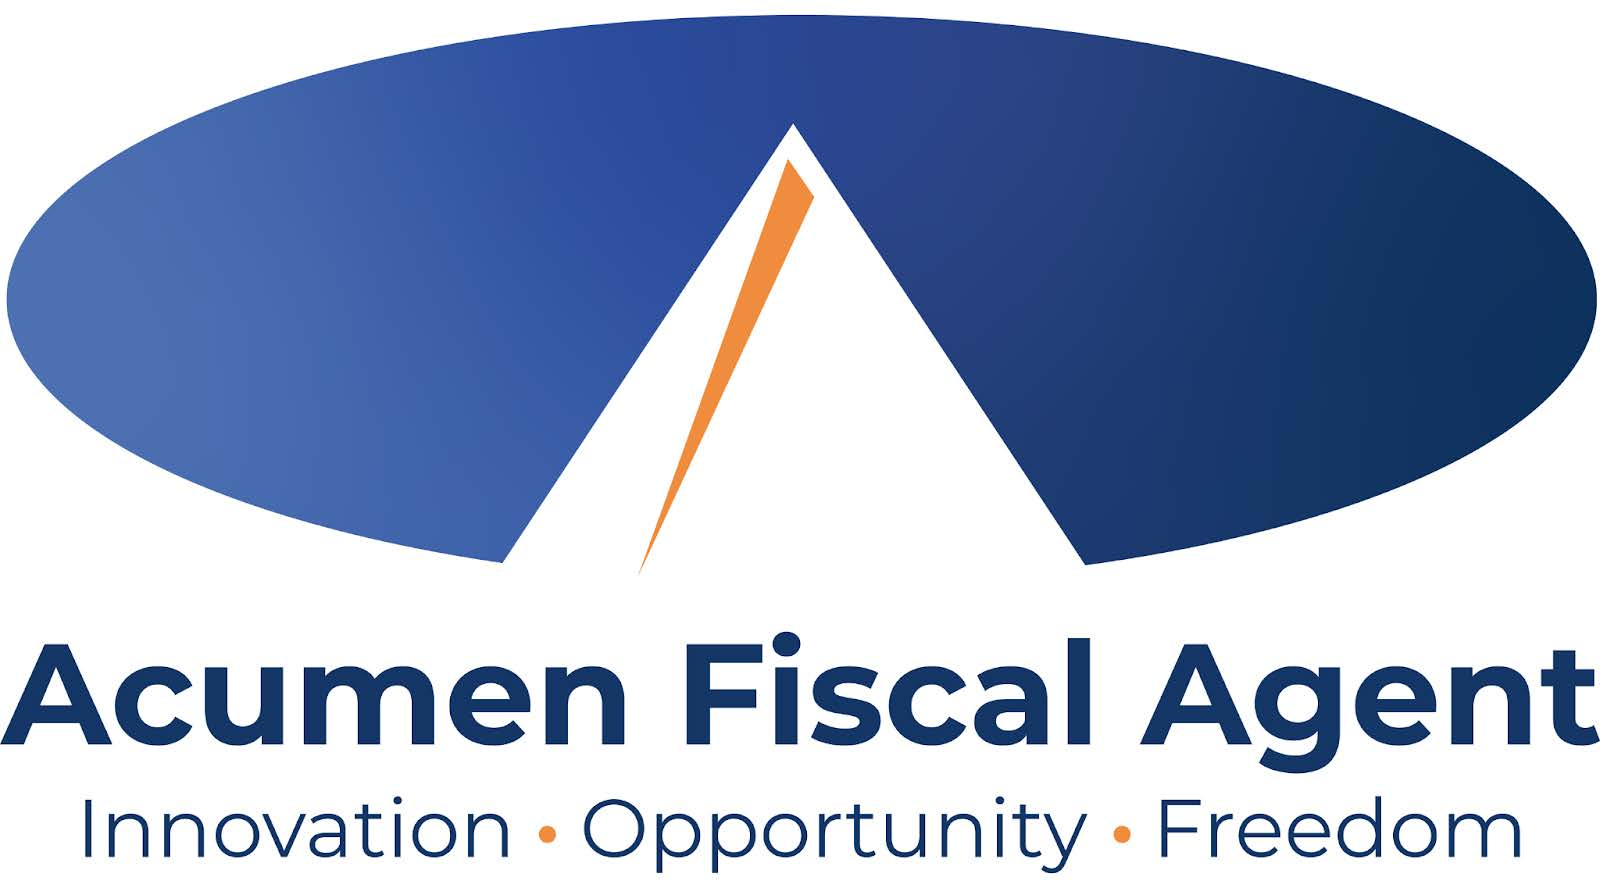 Acumen Fiscal Agent
Innovation • Opportunity • Freedom